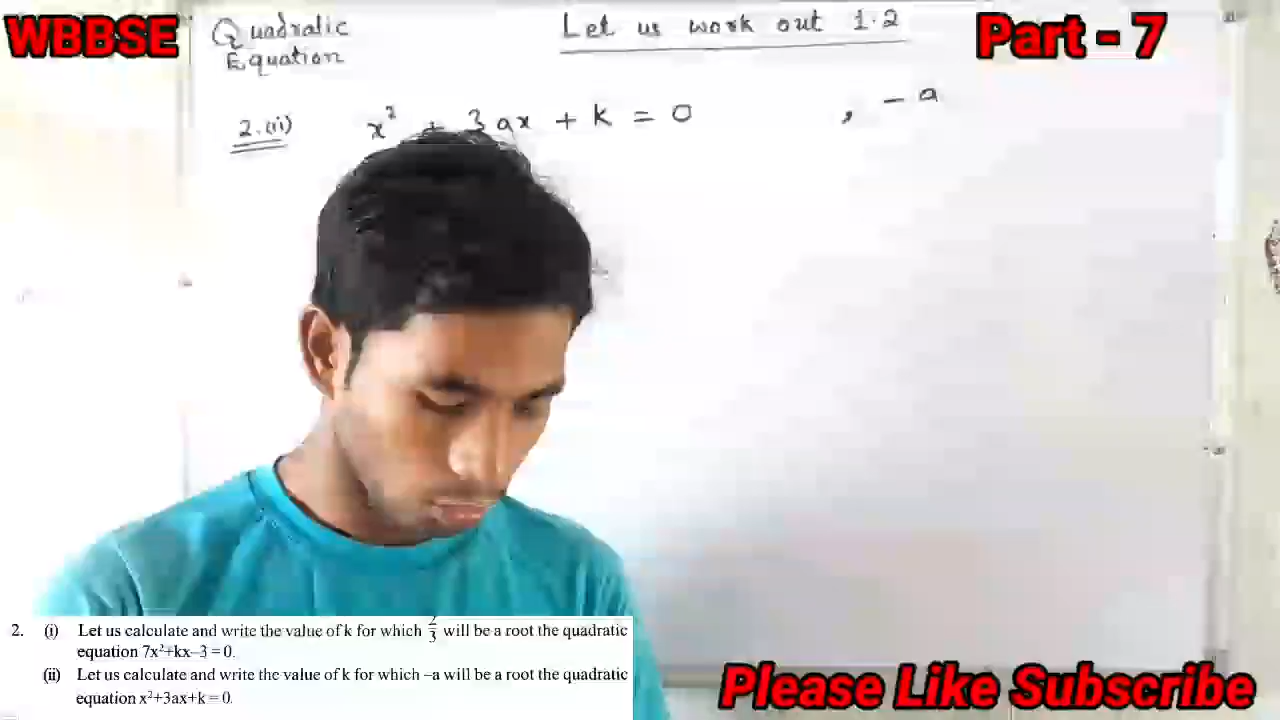 WBBSE
Quadratic
Equation
Let us work out 1.2
Part - 7
2.(ii) x² + 3ax + k = 0 , - a
2. (i) Let us calculate and write the value of k for which 2/3 will be a root the quadratic
equation 7x²+kx–3 = 0.
(ii) Let us calculate and write the value of k for which –a will be a root the quadratic
equation x²+3ax+k = 0.
Please Like Subscribe